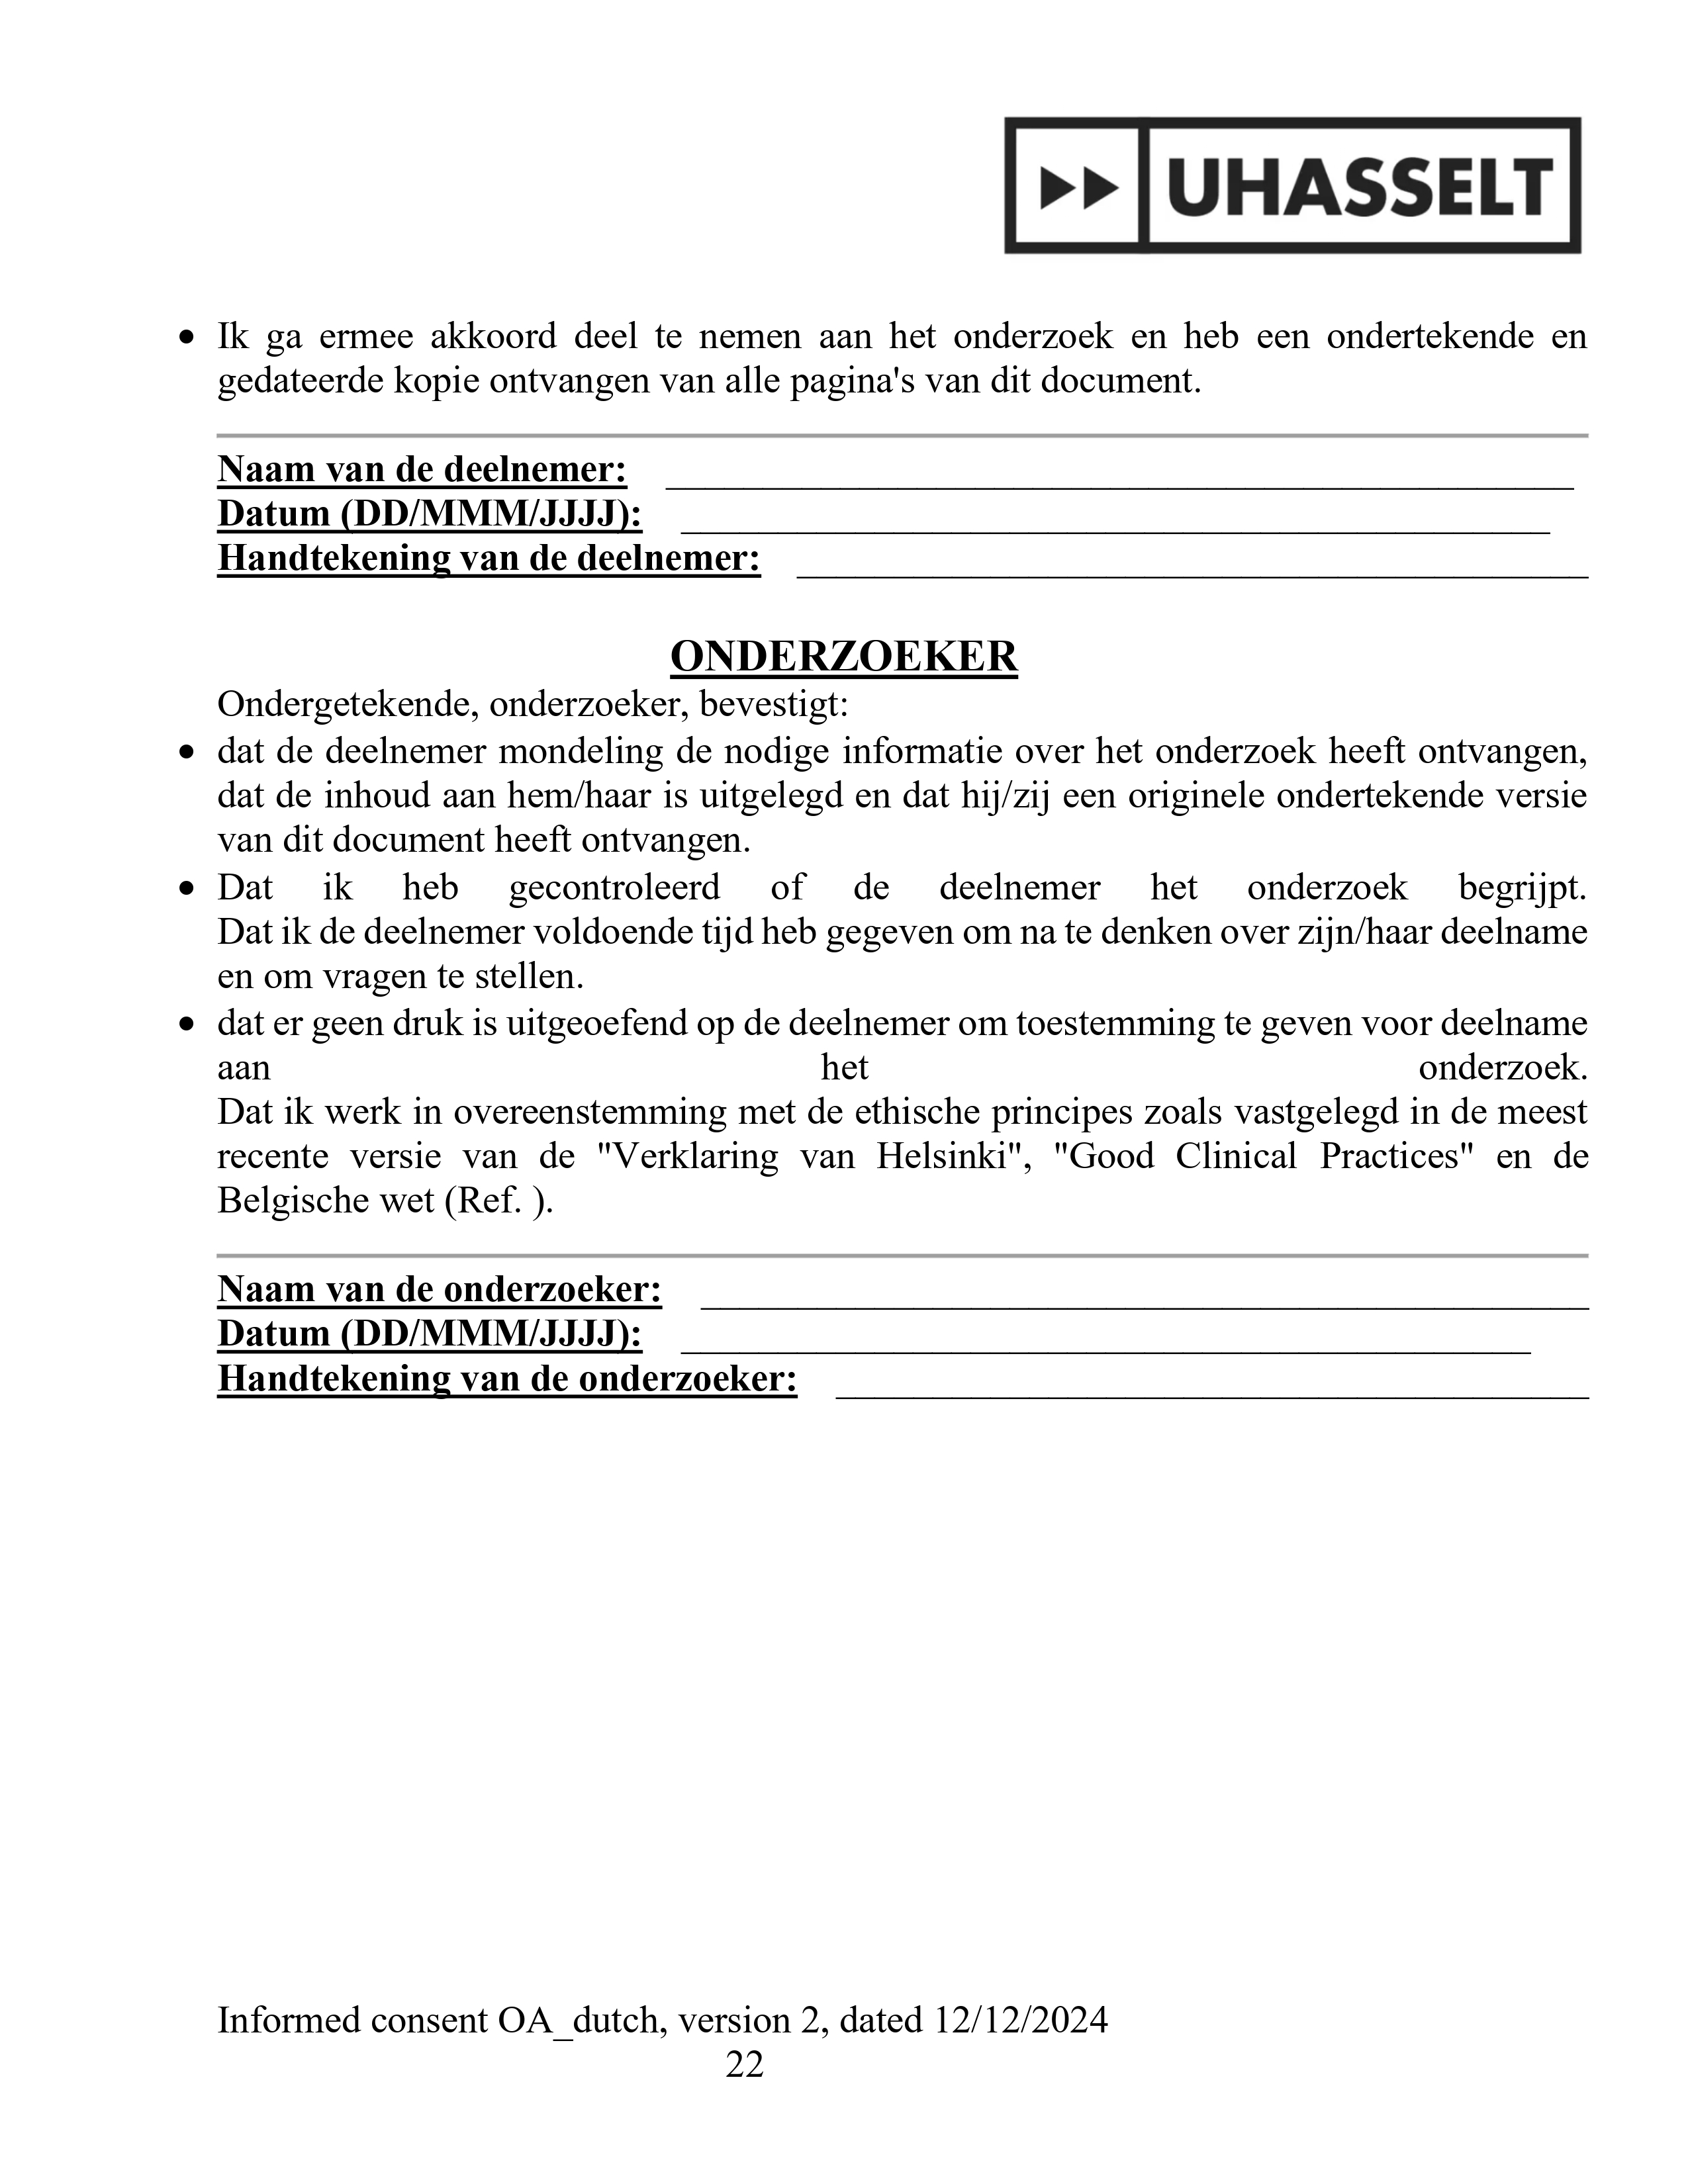 UHASSELT
• Ik ga ermee akkoord deel te nemen aan het onderzoek en heb een ondertekende en
gedateerde kopie ontvangen van alle pagina's van dit document.
Naam van de deelnemer: ______________________________________________
Datum (DD/MMM/JJJJ): ____________________________________________
Handtekening van de deelnemer: ________________________________________
ONDERZOEKER
Ondergetekende, onderzoeker, bevestigt:
• dat de deelnemer mondeling de nodige informatie over het onderzoek heeft ontvangen,
dat de inhoud aan hem/haar is uitgelegd en dat hij/zij een originele ondertekende versie
van dit document heeft ontvangen.
• Dat ik heb gecontroleerd of de deelnemer het onderzoek begrijpt.
Dat ik de deelnemer voldoende tijd heb gegeven om na te denken over zijn/haar deelname
en om vragen te stellen.
• dat er geen druk is uitgeoefend op de deelnemer om toestemming te geven voor deelname
aan het onderzoek.
Dat ik werk in overeenstemming met de ethische principes zoals vastgelegd in de meest
recente versie van de "Verklaring van Helsinki", "Good Clinical Practices" en de
Belgische wet (Ref. ).
Naam van de onderzoeker: _____________________________________________
Datum (DD/MMM/JJJJ): ___________________________________________
Handtekening van de onderzoeker: ______________________________________
Informed consent OA_dutch, version 2, dated 12/12/2024
22